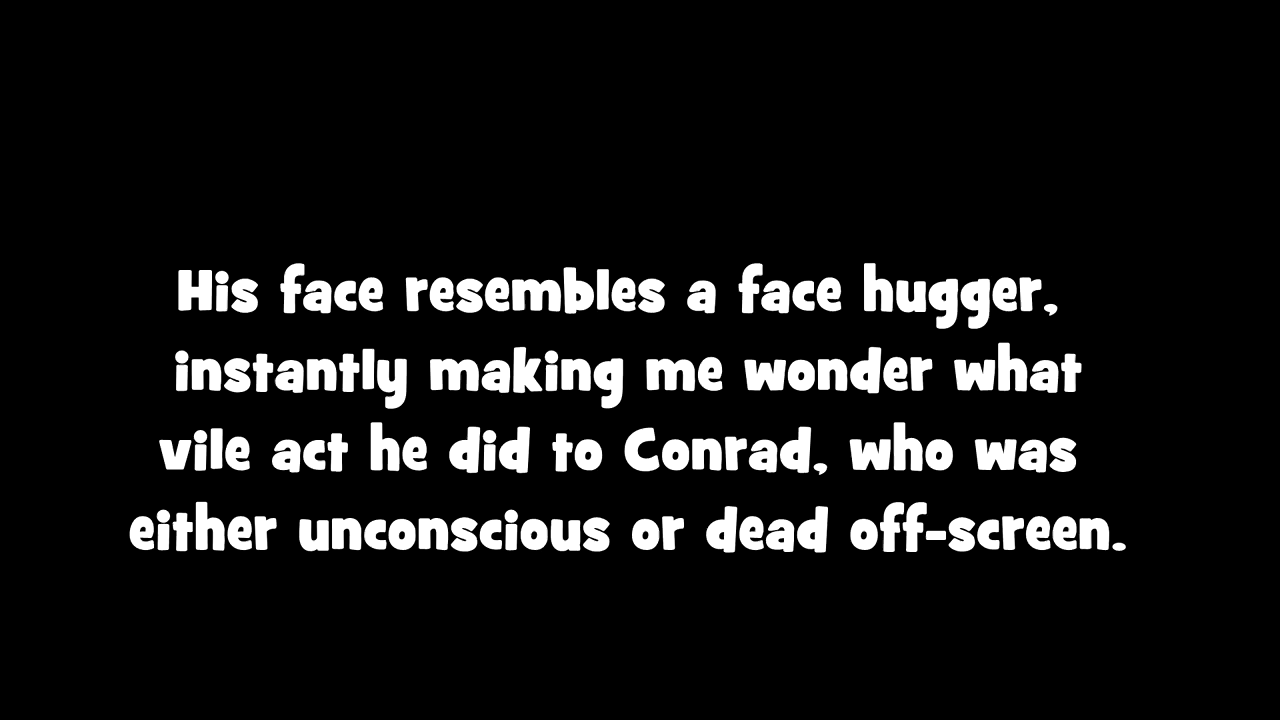 His face resembles a face hugger,
instantly making me wonder what
vile act he did to Conrad, who was
either unconscious or dead off-screen.